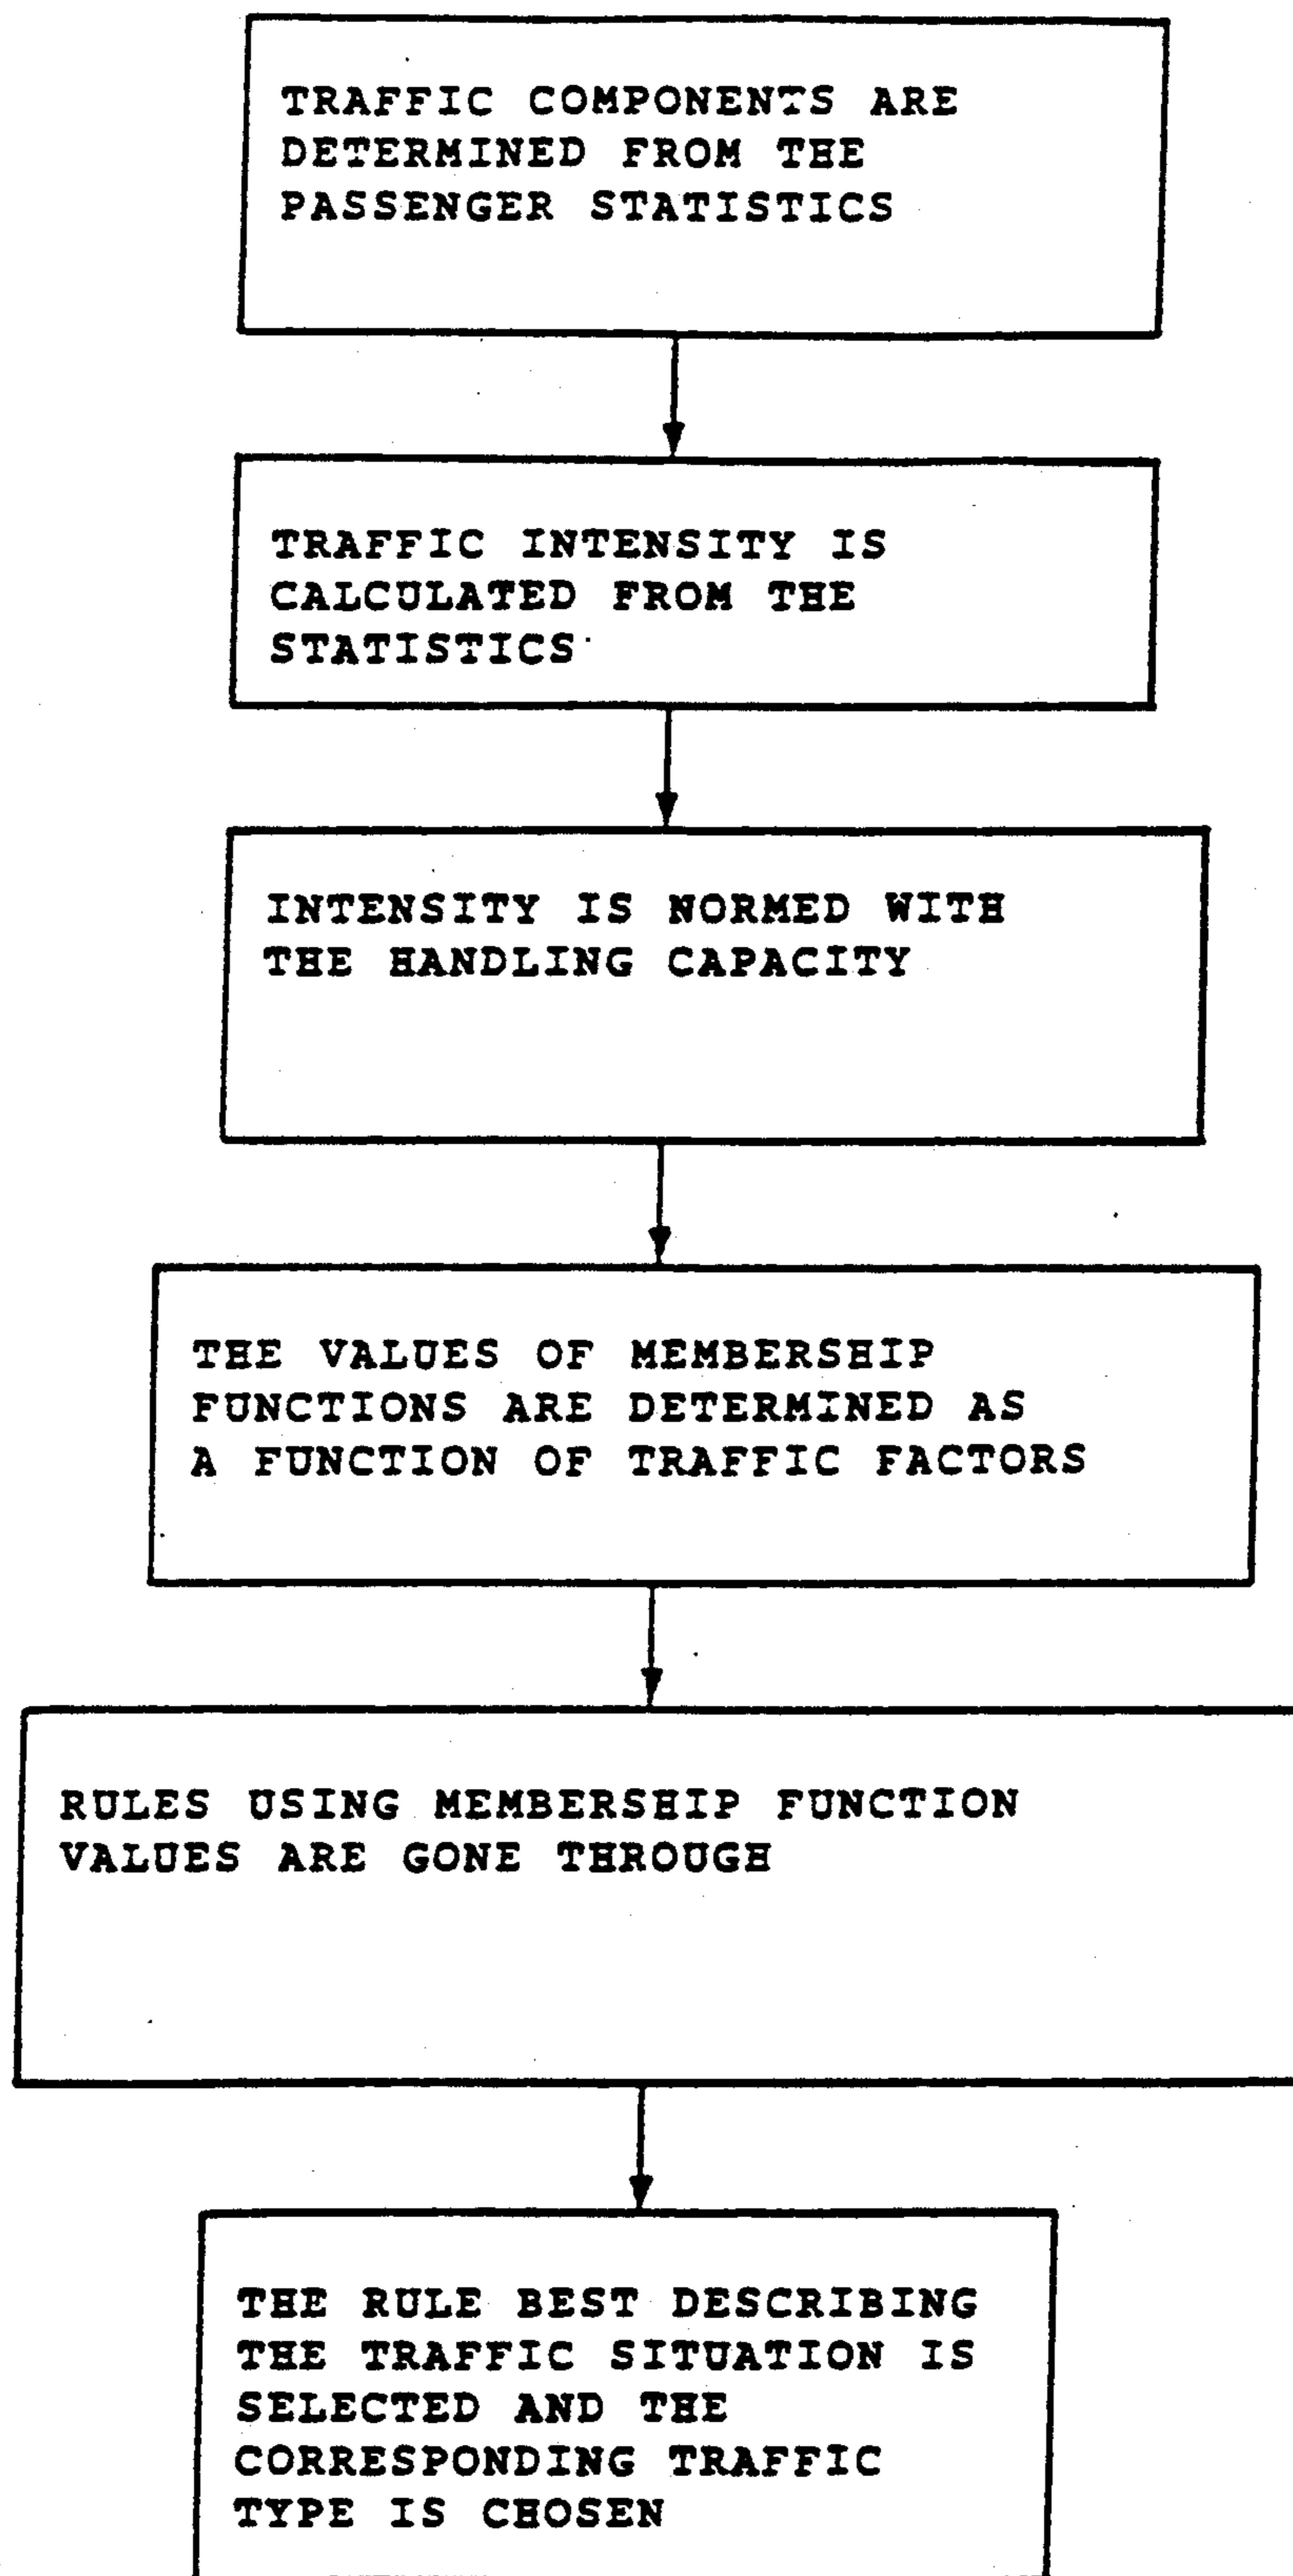 TRAFFIC COMPONENTS ARE
DETERMINED FROM THE
PASSENGER STATISTICS
TRAFFIC INTENSITY IS
CALCULATED FROM THE
STATISTICS
INTENSITY IS NORMED WITH
THE HANDLING CAPACITY
THE VALUES OF MEMBERSHIP
FUNCTIONS ARE DETERMINED AS
A FUNCTION OF TRAFFIC FACTORS
RULES USING MEMBERSHIP FUNCTION
VALUES ARE GONE THROUGH
THE RULE BEST DESCRIBING
THE TRAFFIC SITUATION IS
SELECTED AND THE
CORRESPONDING TRAFFIC
TYPE IS CHOSEN